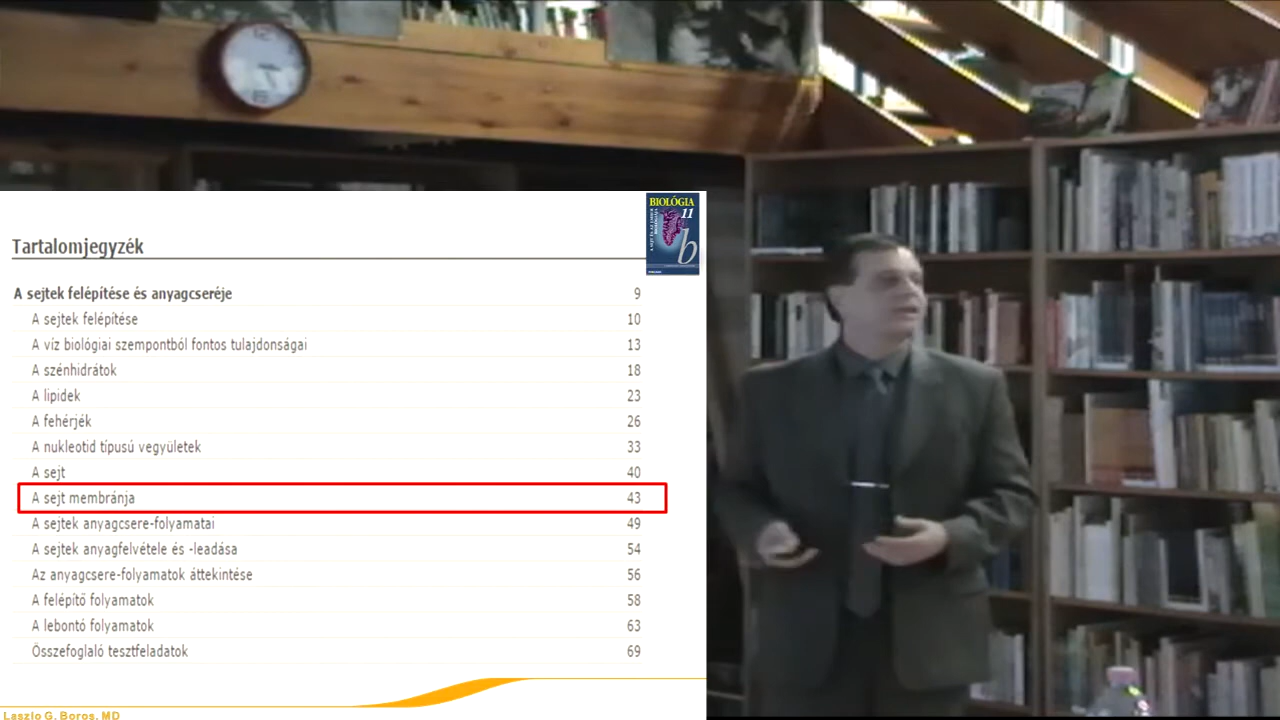 BIOLÓGIA
11
b
Tartalomjegyzék
A sejtek felépítése és anyagcseréje 9
A sejtek felépítése 10
A víz biológiai szempontból fontos tulajdonságai 13
A szénhidrátok 18
A lipidek 23
A fehérjék 26
A nukleotid típusú vegyületek 33
A sejt 40
A sejt membránja 43
A sejtek anyagcsere-folyamatai 49
A sejtek anyagfelvétele és -leadása 54
Az anyagcsere-folyamatok áttekintése 56
A felépítő folyamatok 58
A lebontó folyamatok 63
Összefoglaló tesztfeladatok 69
Laszlo G. Boros, MD